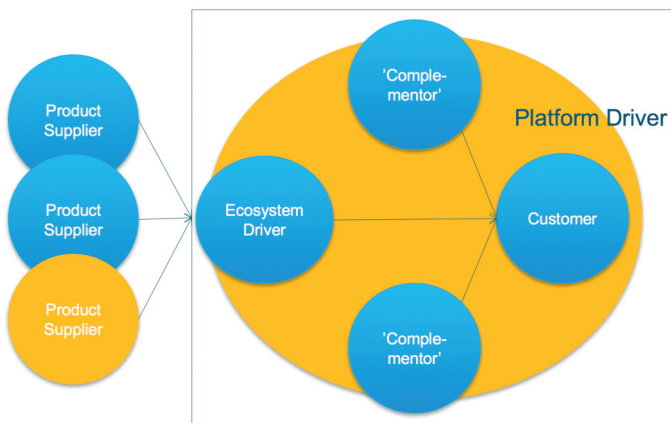 Product
Supplier
Product
Supplier
Product
Supplier
Ecosystem
Driver
'Comple-
mentor'
Platform Driver
Customer
'Comple-
mentor'